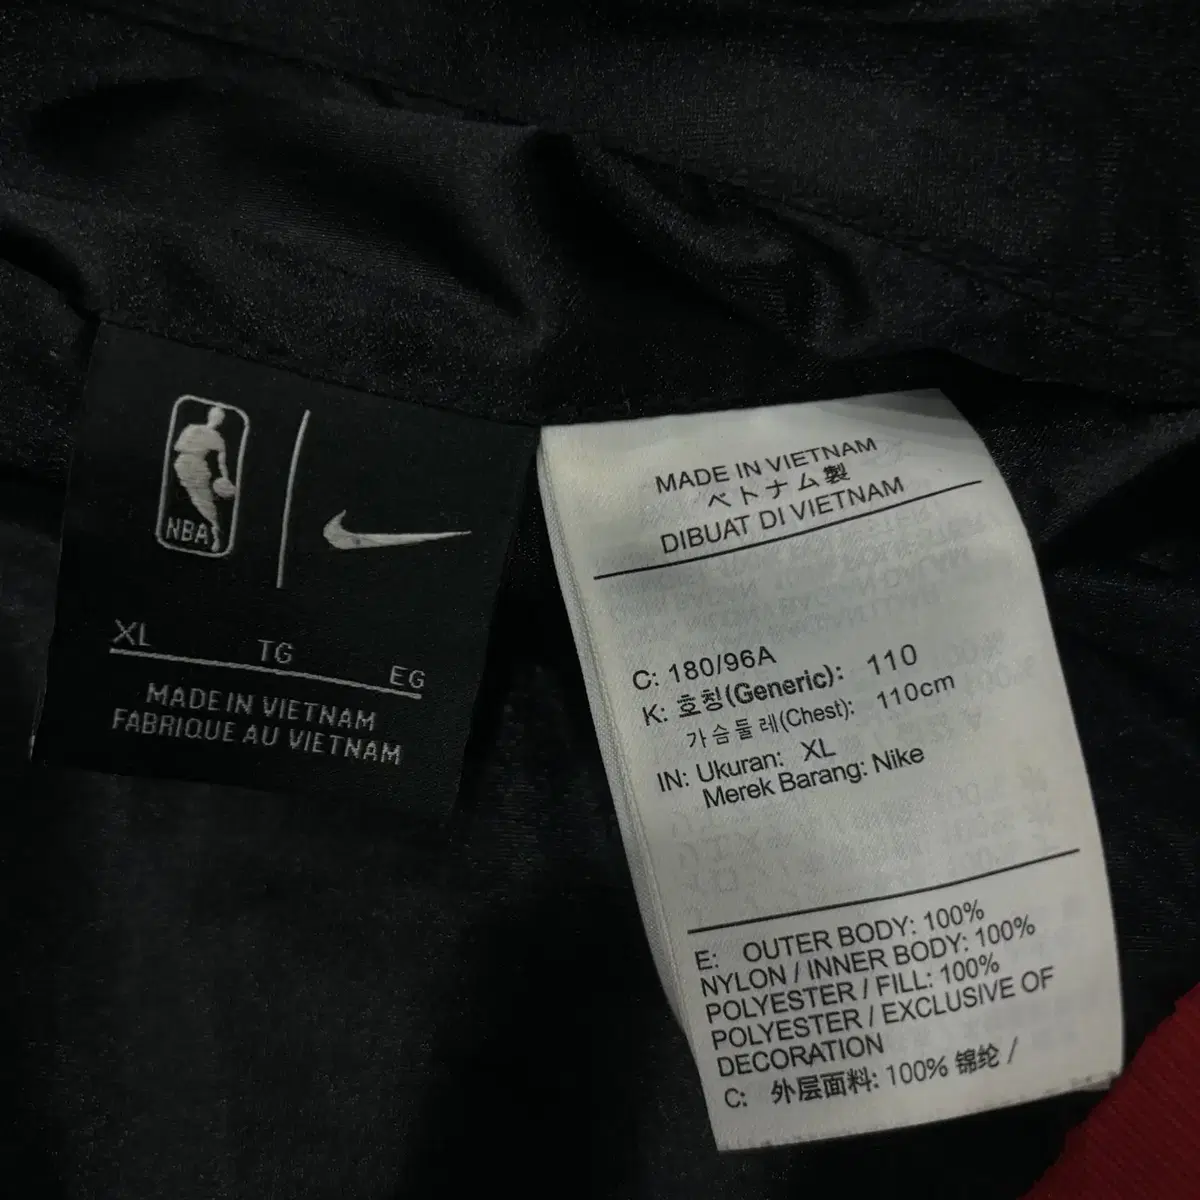 NBA
XL TG EG
MADE IN VIETNAM
FABRIQUE AU VIETNAM
MADE IN VIETNAM
ベトナム製
DIBUAT DI VIETNAM
C: 180/96A
K: 호칭(Generic): 110
가슴둘레(Chest): 110cm
IN: Ukuran: XL
Merek Barang: Nike
E: OUTER BODY: 100%
NYLON / INNER BODY: 100%
POLYESTER / FILL: 100%
POLYESTER / EXCLUSIVE OF
DECORATION
C: 外层面料: 100% 锦纶 /